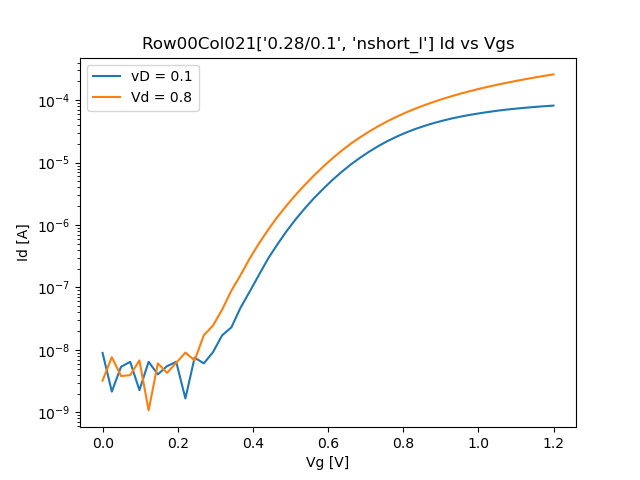 Row00Col021['0.28/0.1', 'nshort_l'] Id vs Vgs
vD = 0.1
Vd = 0.8
Id [A]
10⁻⁴
10⁻⁵
10⁻⁶
10⁻⁷
10⁻⁸
10⁻⁹
0.0 0.2 0.4 0.6 0.8 1.0 1.2
Vg [V]